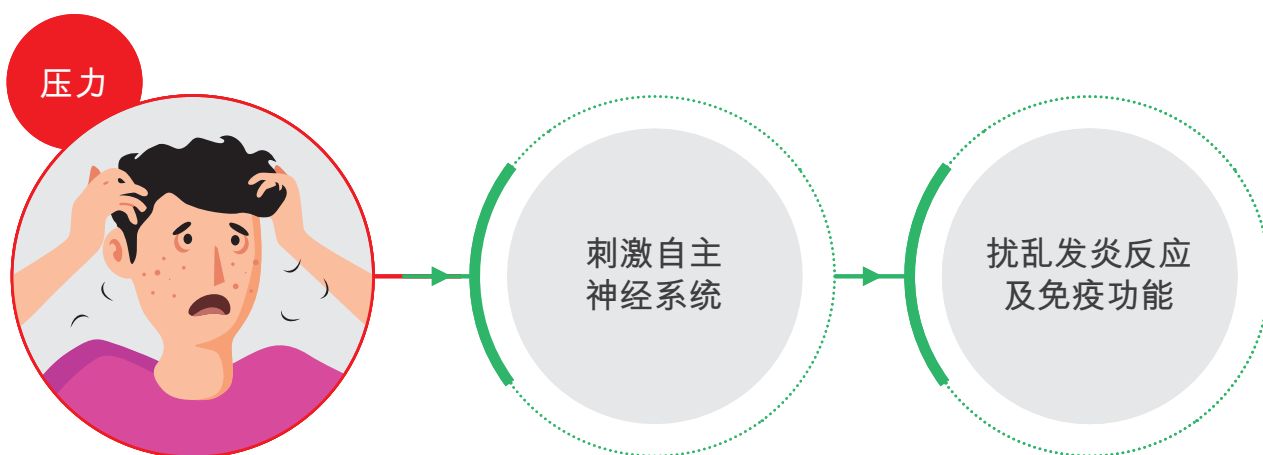 压力
刺激自主
神经系统
扰乱发炎反应
及免疫功能